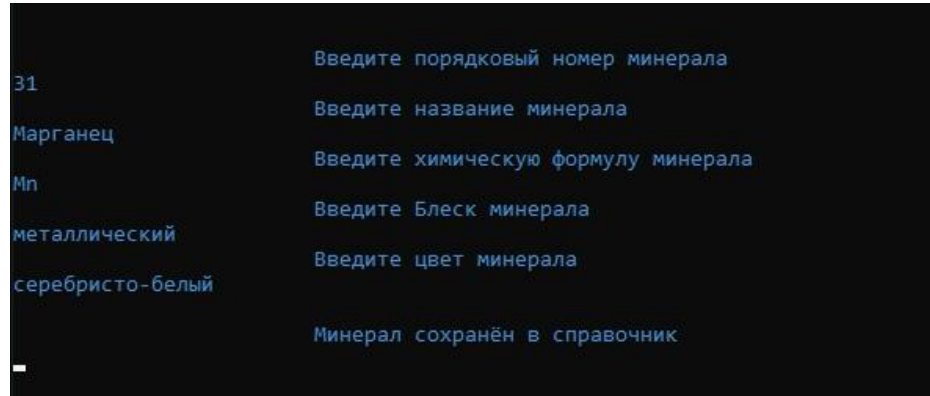 Введите порядковый номер минерала
31
Введите название минерала
Марганец
Введите химическую формулу минерала
Mn
Введите Блеск минерала
металлический
Введите цвет минерала
серебристо-белый
Минерал сохранён в справочник